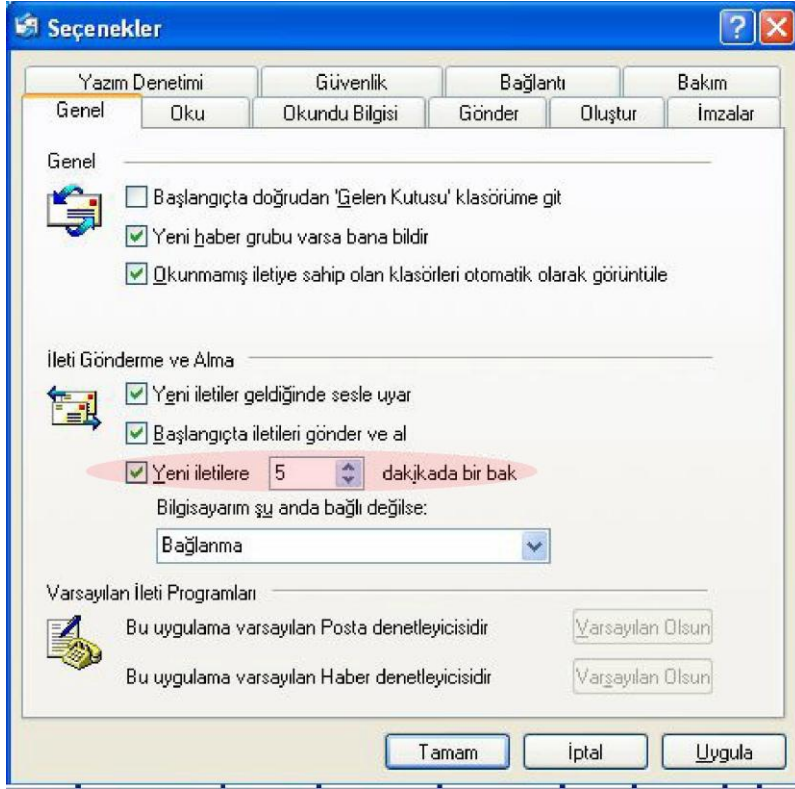 Seçenekler
Yazım Denetimi Güvenlik Bağlantı Bakım
Genel Oku Okundu Bilgisi Gönder Oluştur İmzalar
Genel
Başlangıçta doğrudan 'Gelen Kutusu' klasörüme git
Yeni haber grubu varsa bana bildir
Okunmamış iletiye sahip olan klasörleri otomatik olarak görüntüle
İleti Gönderme ve Alma
Yeni iletiler geldiğinde sesle uyar
Başlangıçta iletileri gönder ve al
Yeni iletilere 5 dakikada bir bak
Bilgisayarım şu anda bağlı değilse:
Bağlanma
Varsayılan İleti Programları
Bu uygulama varsayılan Posta denetleyicisidir Varsayılan Olsun
Bu uygulama varsayılan Haber denetleyicisidir Varsayılan Olsun
Tamam İptal Uygula